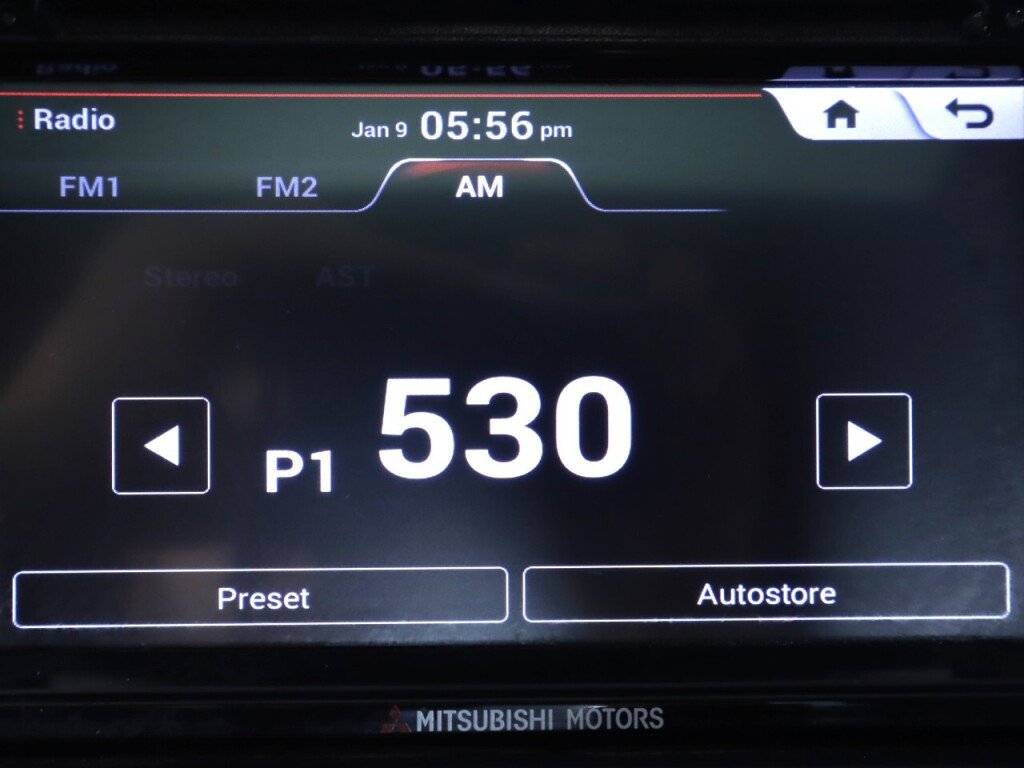 Radio
Jan 9 05:56 pm
FM1 FM2 AM
Stereo AST
P1 530
Preset Autostore
MITSUBISHI MOTORS